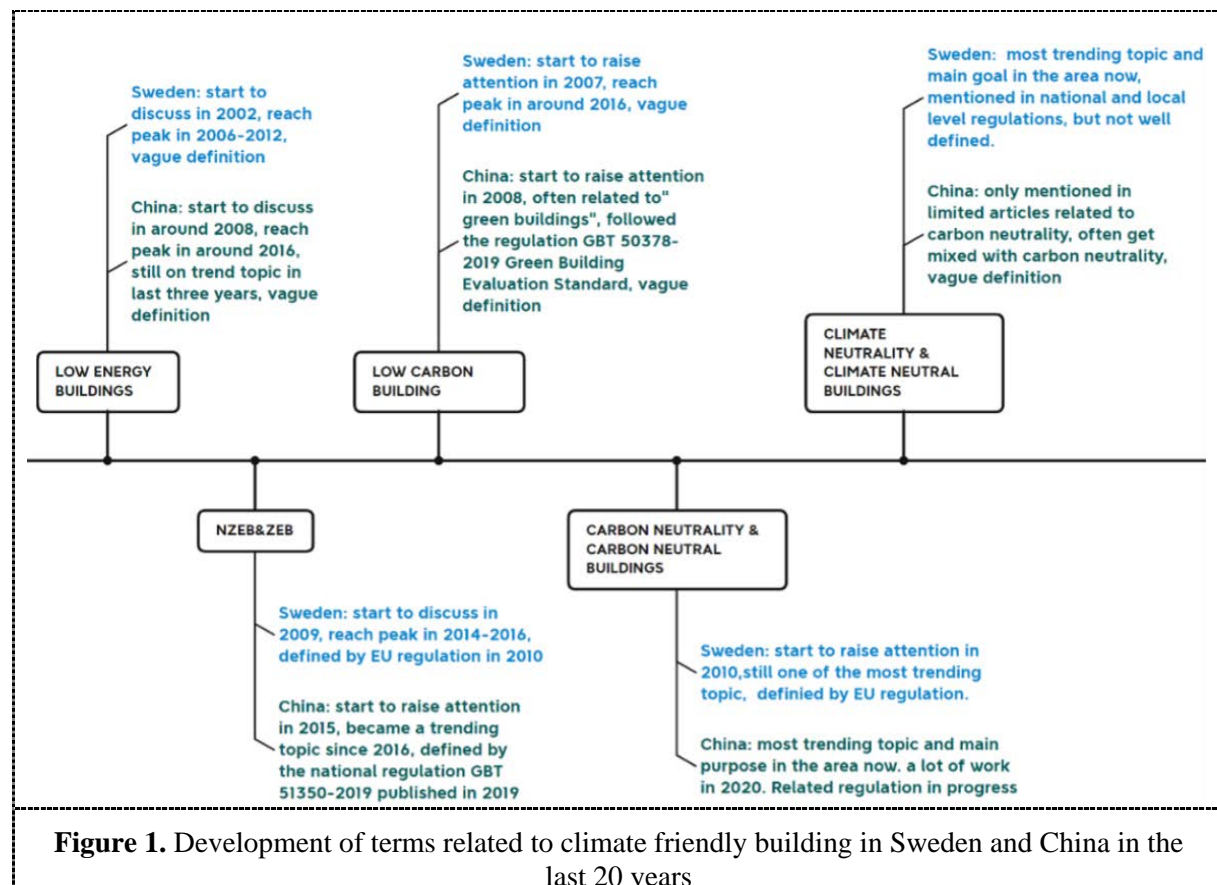 Sweden: start to
discuss in 2002, reach
peak in 2006-2012,
vague definition
China: start to discuss
in around 2008, reach
peak in around 2016,
still on trend topic in
last three years, vague
definition
LOW ENERGY
BUILDINGS
Sweden: start to raise
attention in 2007, reach
peak in around 2016, vague
definition
China: start to raise attention
in 2008, often related to"
green buildings", followed
the regulation GBT 50378-
2019 Green Building
Evaluation Standard, vague
definition
LOW CARBON
BUILDING
Sweden: most trending topic and
main goal in the area now,
mentioned in national and local
level regulations, but not well
defined.
China: only mentioned in
limited articles related to
carbon neutrality, often get
mixed with carbon neutrality,
vague definition
CLIMATE
NEUTRALITY &
CLIMATE NEUTRAL
BUILDINGS
NZEB&ZEB
Sweden: start to discuss in
2009, reach peak in 2014-2016,
defined by EU regulation in 2010
China: start to raise attention
in 2015, became a trending
topic since 2016, defined by
the national regulation GBT
51350-2019 published in 2019
CARBON NEUTRALITY &
CARBON NEUTRAL
BUILDINGS
Sweden: start to raise attention in
2010,still one of the most trending
topic, definied by EU regulation.
China: most trending topic and main
purpose in the area now. a lot of work
in 2020. Related regulation in progress
Figure 1. Development of terms related to climate friendly building in Sweden and China in the
last 20 years